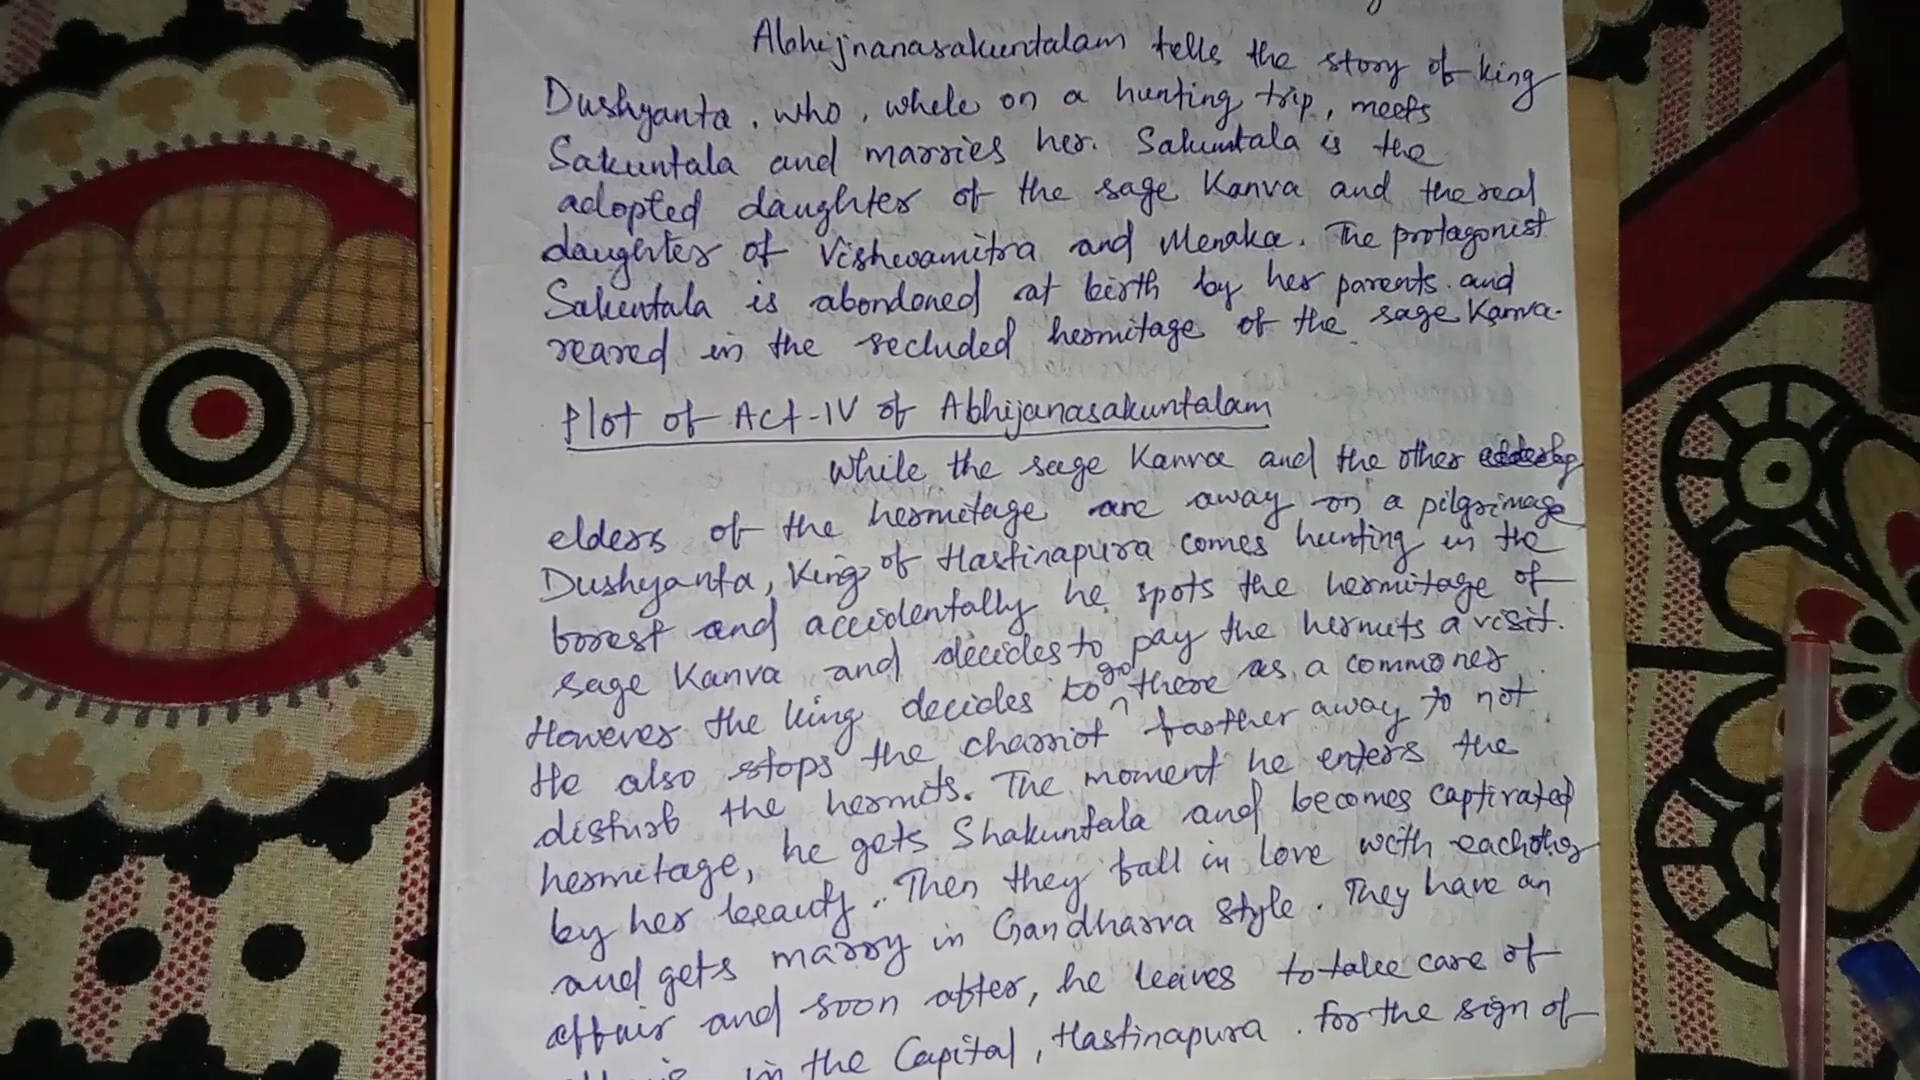 Abhijnanasakuntalam tells the story of king
Dushyanta, who, while on a hunting trip, meets
Sakuntala and marries her. Sakuntala is the
adopted daughter of the sage Kanva and the real
daughter of Vishwamitra and Menaka. The protagonist
Sakuntala is abondoned at birth by her parents and
reared in the secluded hermitage of the sage Kanva.
Plot of Act-IV of Abhijanasakuntalam
While the sage Kanva and the other
elders of the hermitage are away on a pilgrimage
Dushyanta, King of Hastinapura comes hunting in the
forest and accidentally he spots the hermitage of
sage Kanva and decides to pay the hermits a visit.
However the king decides to go there as a commoner.
He also stops the charriot farther away to not
disturb the hermits. The moment he enters the
hermitage, he gets Shakuntala and becomes captivated
by her beauty. Then they fall in love with eachother
and gets marry in Gandharva style. They have an
affair and soon after, he leaves to take care of
in the Capital, Hastinapura. for the sign of